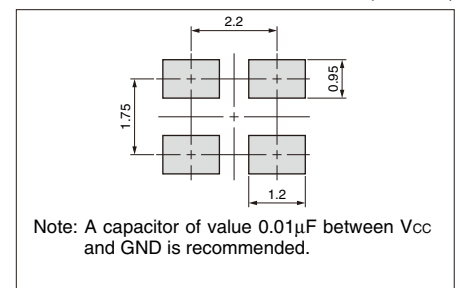 2.2
0.95
1.75
1.2
Note: A capacitor of value 0.01μF between Vcc
and GND is recommended.